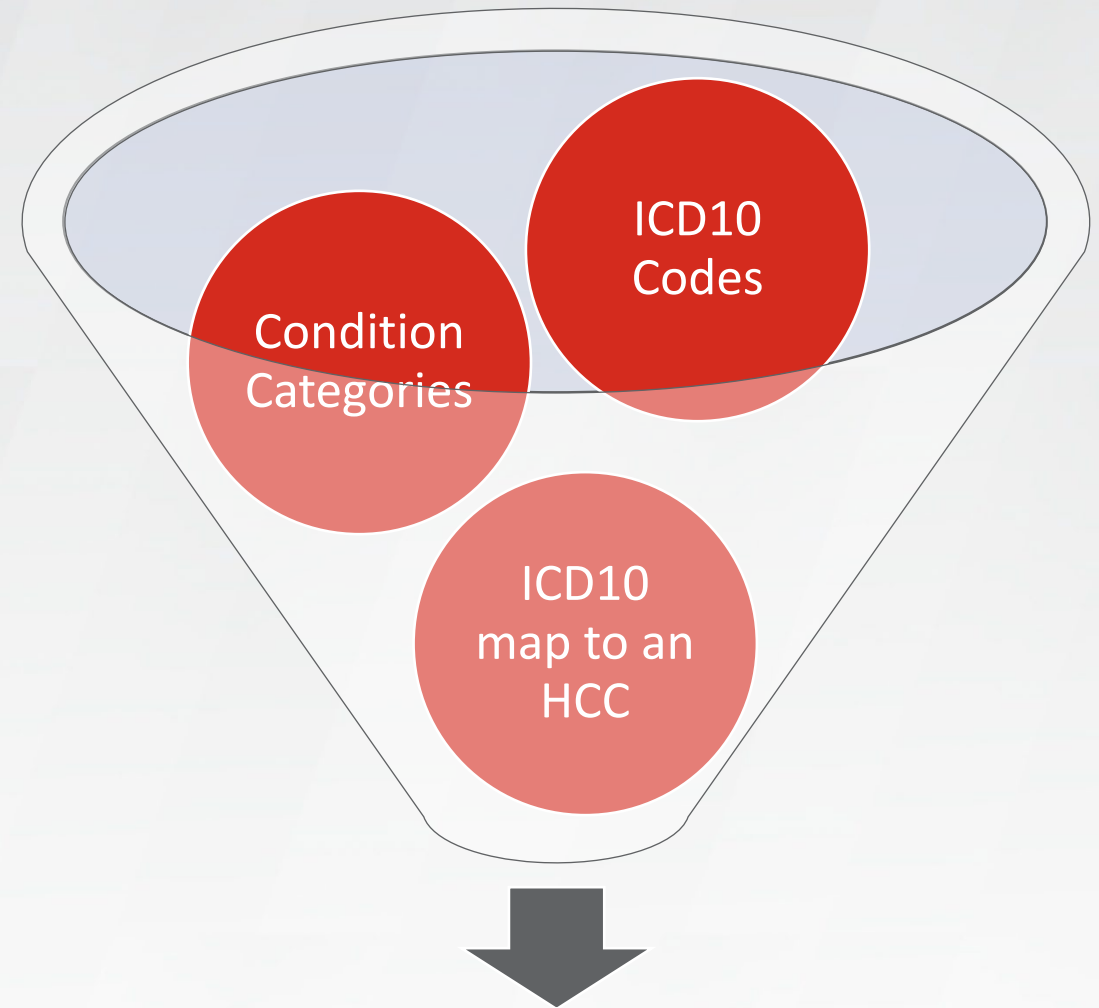 ICD10
Codes
Condition
Categories
ICD10
map to an
HCC